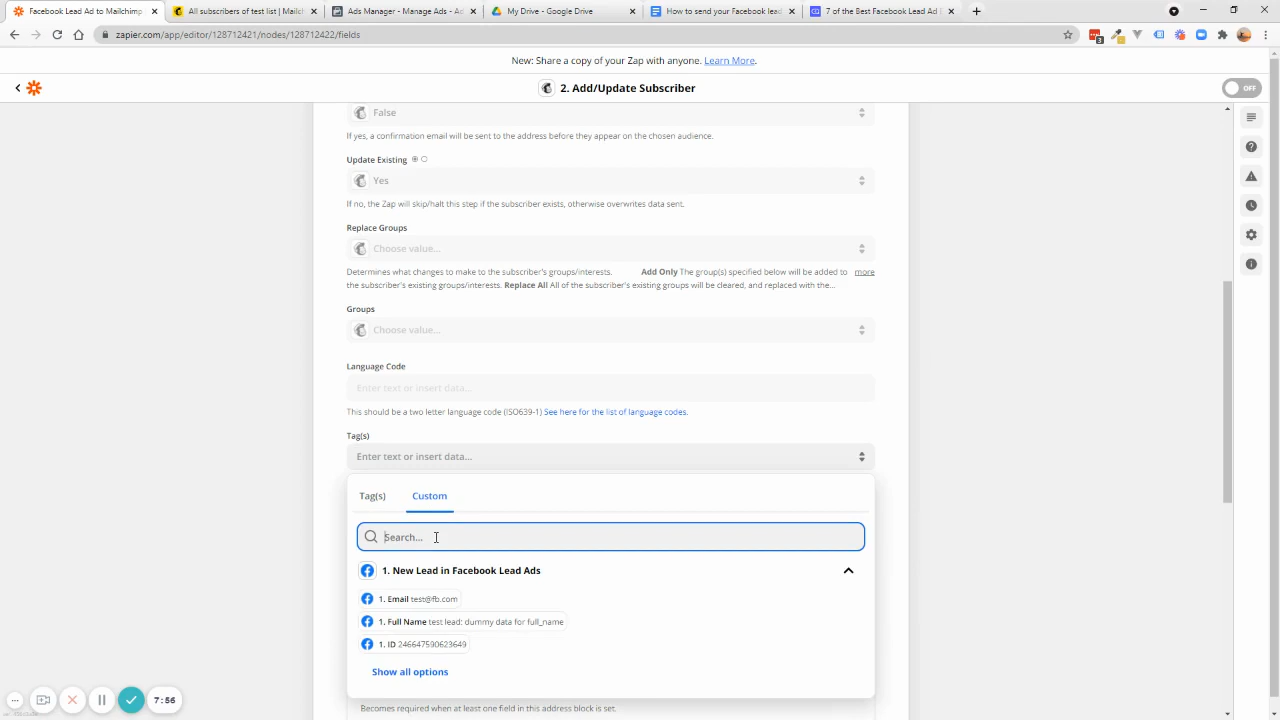 Facebook Lead Ad to Mailchimp
All subscribers of test list | Mailch
Ads Manager - Manage Ads - Ad
My Drive - Google Drive
How to send your Facebook lead
7 of the Best Facebook Lead Ad E
zapier.com/app/editor/128712421/nodes/128712422/fields
3
New: Share a copy of your Zap with anyone. Learn More.
2. Add/Update Subscriber
OFF
False
If yes, a confirmation email will be sent to the address before they appear on the chosen audience.
Update Existing
Yes
If no, the Zap will skip/halt this step if the subscriber exists, otherwise overwrites data sent.
Replace Groups
Choose value...
Determines what changes to make to the subscriber's groups/interests. Add Only The group(s) specified below will be added to more
the subscriber's existing groups/interests. Replace All All of the subscriber's existing groups will be cleared, and replaced with the...
Groups
Choose value...
Language Code
Enter text or insert data...
This should be a two letter language code (ISO639-1) See here for the list of language codes.
Tag(s)
Enter text or insert data...
Tag(s) Custom
Search...
1. New Lead in Facebook Lead Ads
1. Email test@fb.com
1. Full Name test lead: dummy data for full_name
1. ID 246647590623649
Show all options
7:56
Becomes required when at least one field in this address block is set.